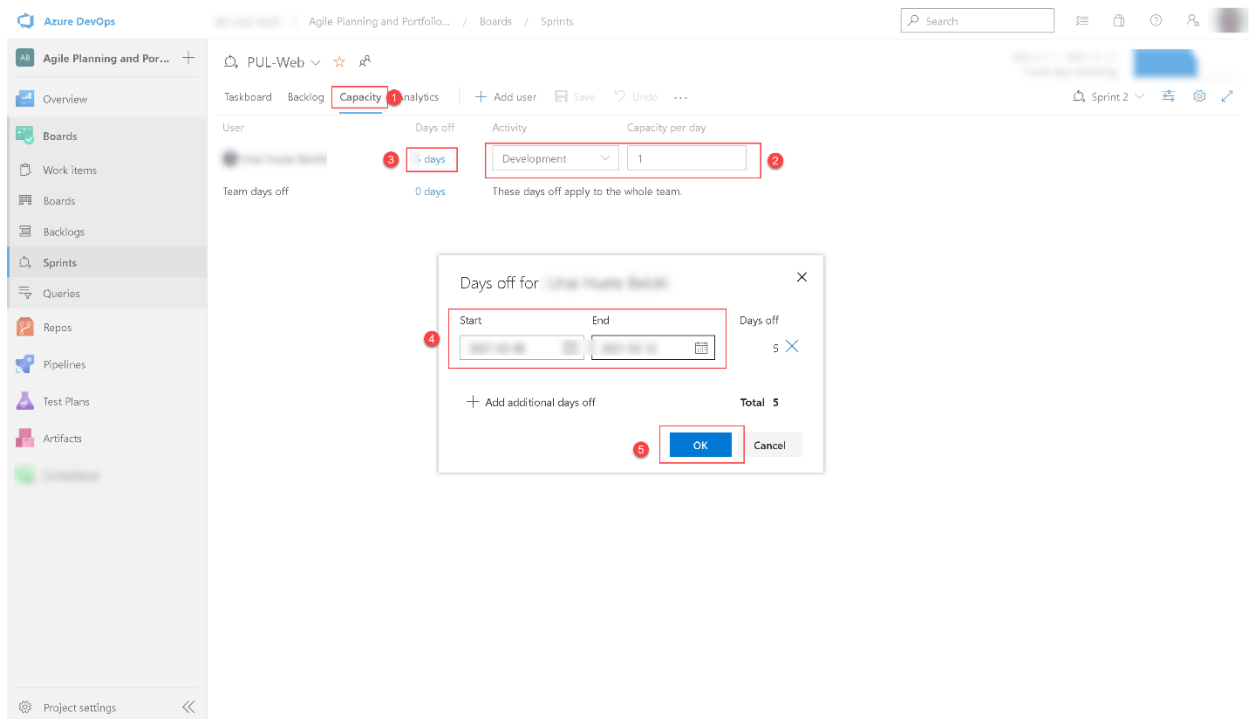 Azure DevOps
Agile Planning and Portfolio... / Boards / Sprints
Search
AB Agile Planning and Por...
PUL-Web
Overview
Taskboard Backlog Capacity 1 Analytics Add user Save Undo ...
Sprint 2
Boards
User Days off Activity Capacity per day
3 days Development 1 2
Work items
Team days off 0 days These days off apply to the whole team.
Boards
Backlogs
Sprints
Queries
Repos
Pipelines
Test Plans
Artifacts
Project settings
Days off for
Start End Days off
4 5
Add additional days off Total 5
5 OK Cancel